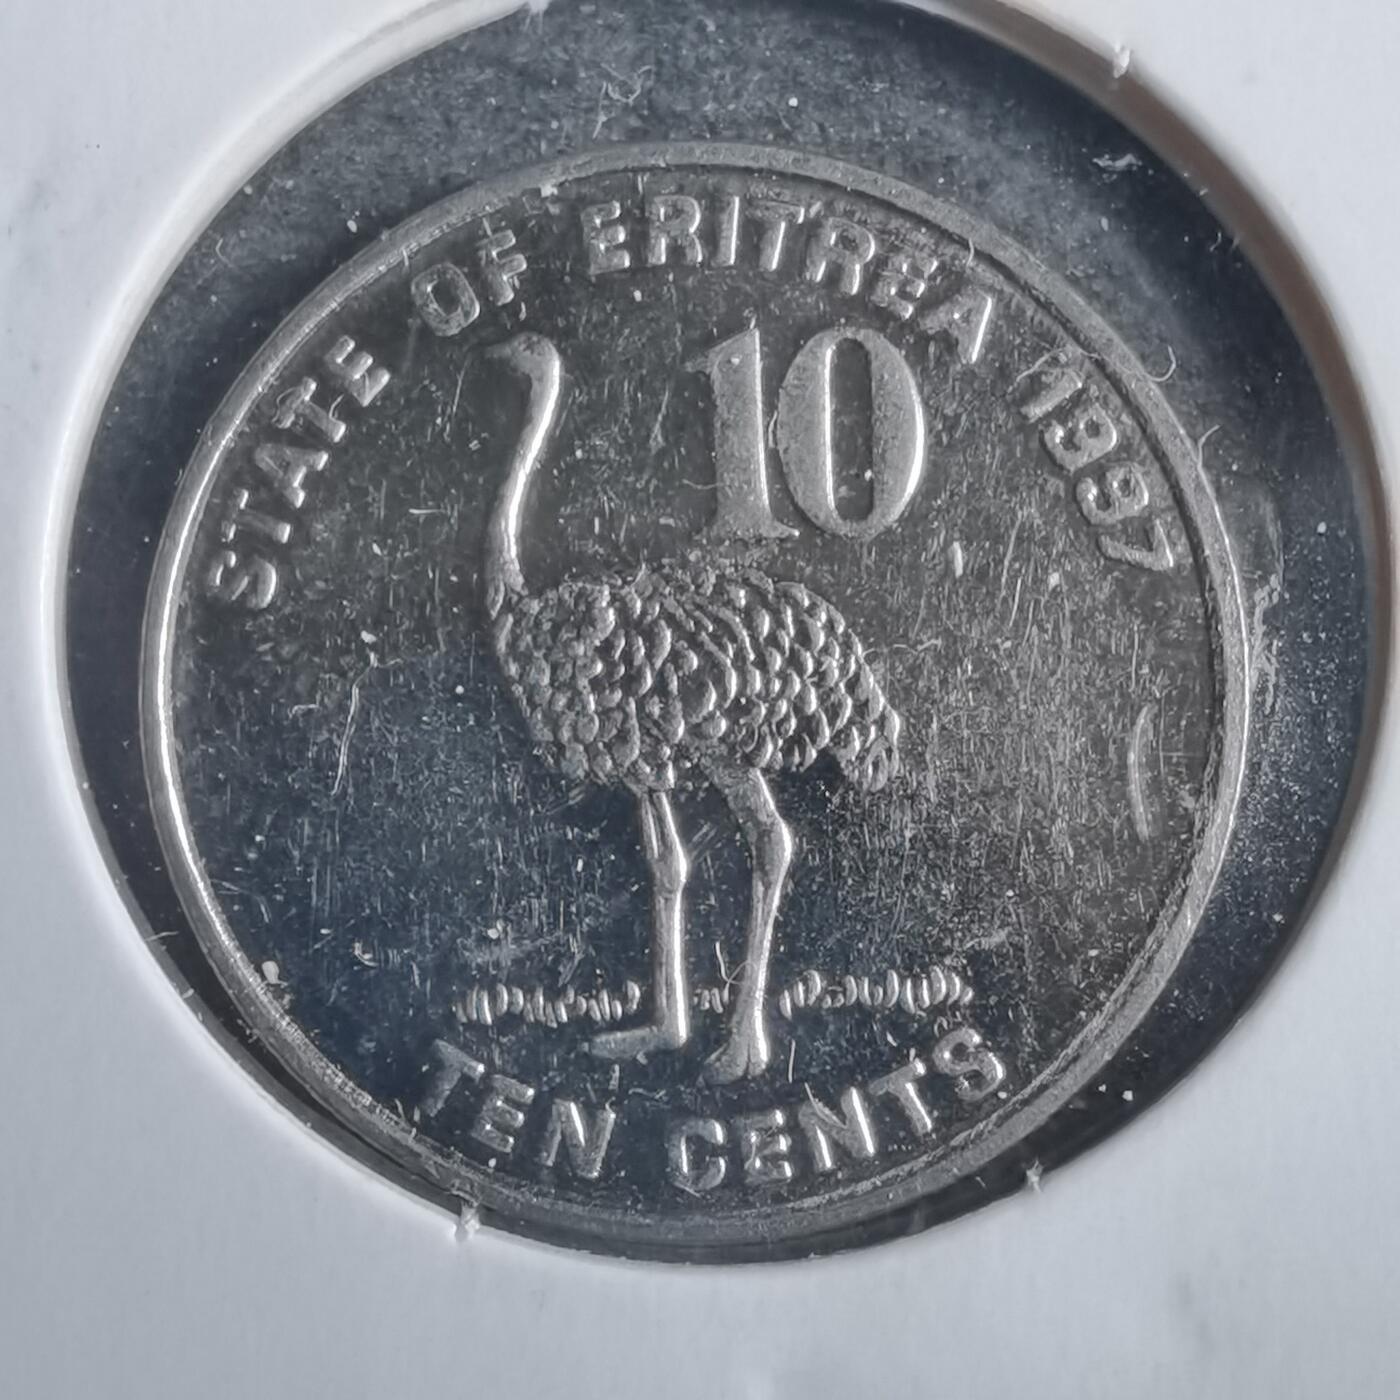 STATE OF ERITREA 1997
10
TEN CENTS